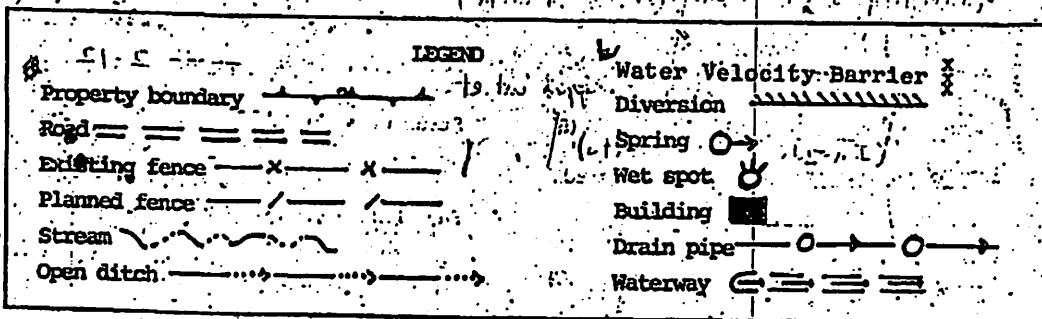 LEGEND
Property boundary
Road
Existing fence
Planned fence
Stream
Open ditch
Water Velocity Barrier
Diversion
Spring
Wet spot
Building
Drain pipe
Waterway